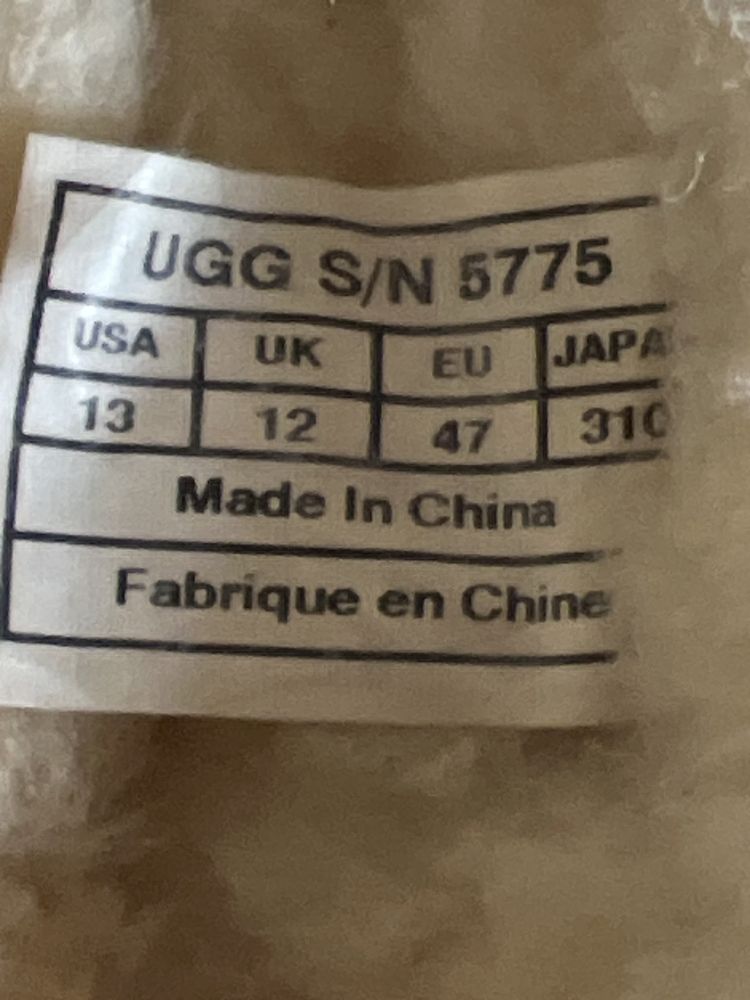 UGG S/N 5775
USA UK EU JAPA
13 12 47 310
Made In China
Fabrique en Chine